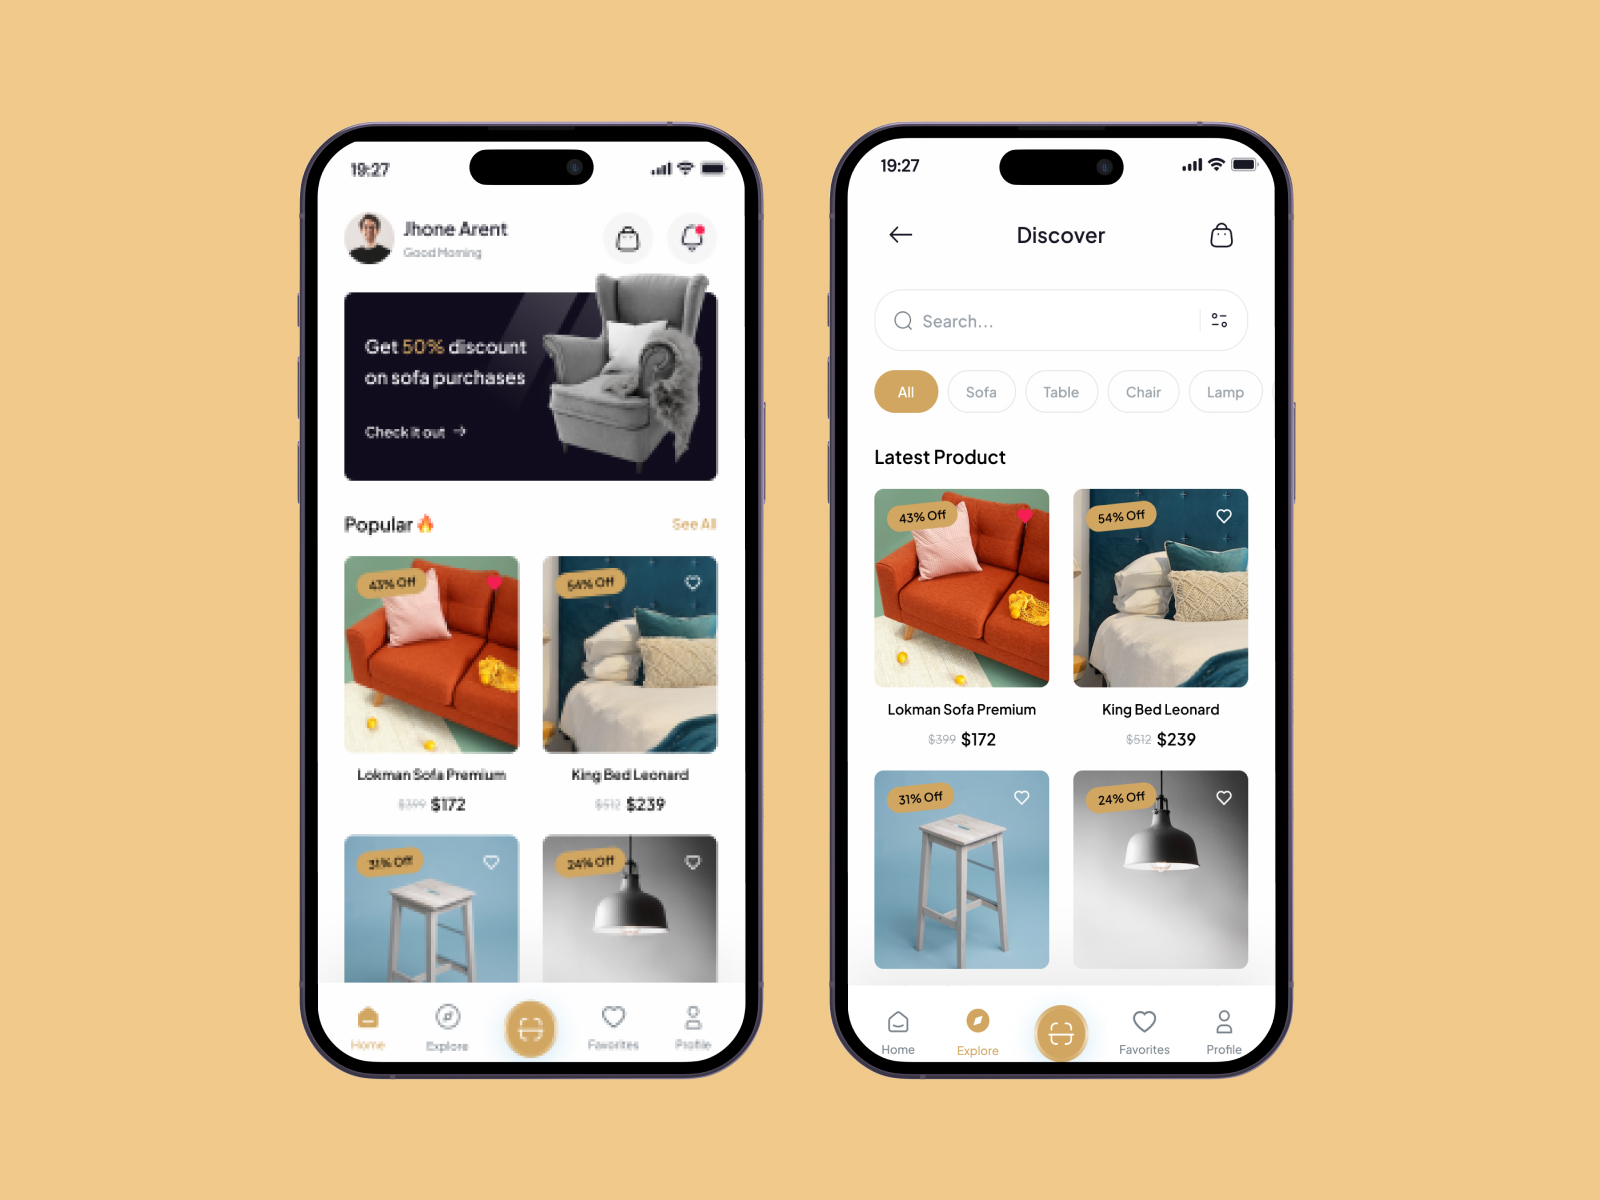 19:27
Jhone Arent
Good Morning
Get 50% discount
on sofa purchases
Check it out
Popular
See All
43% Off
54% Off
Lokman Sofa Premium
King Bed Leonard
$399 $172
$512 $239
31% Off
24% Off
Home
Explore
Favorites
Profile
19:27
Discover
Search...
All
Sofa
Table
Chair
Lamp
Latest Product
43% Off
54% Off
Lokman Sofa Premium
King Bed Leonard
$399 $172
$512 $239
31% Off
24% Off
Home
Explore
Favorites
Profile